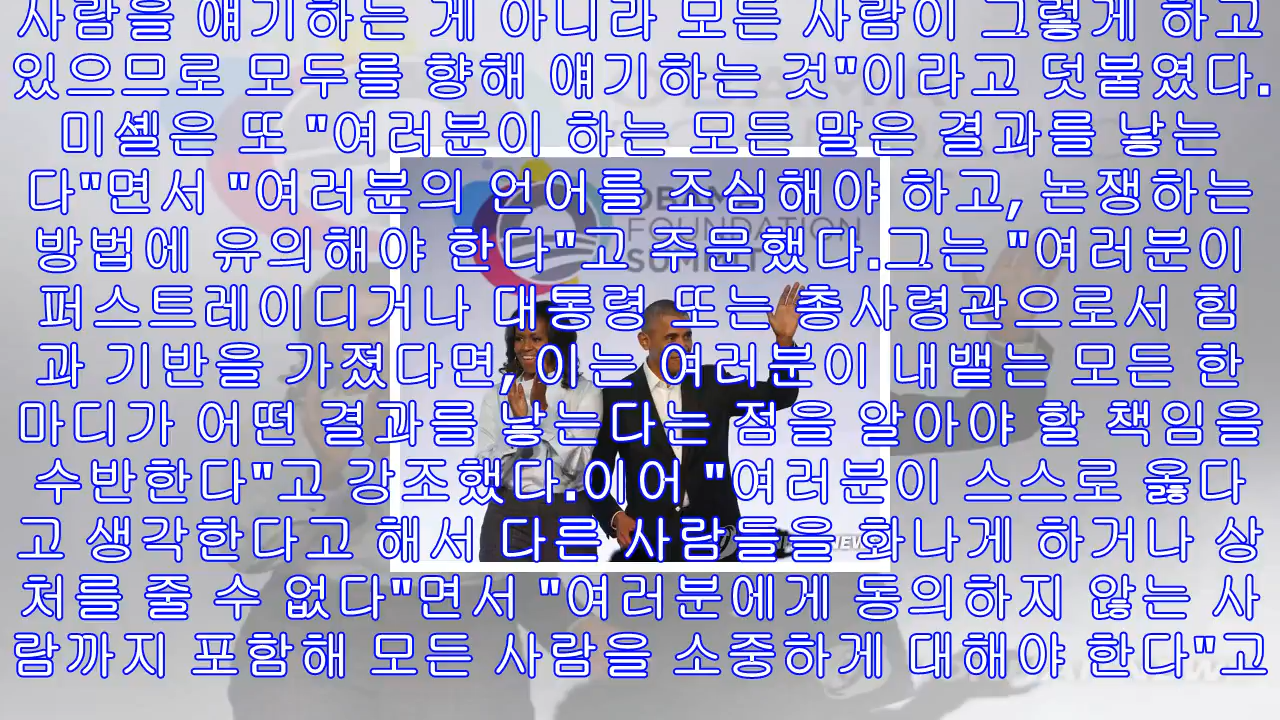 사람을 얘기하는 게 아니라 모든 사람이 그렇게 하고
있으므로 모두를 향해 얘기하는 것"이라고 덧붙였다.
미셸은 또 "여러분이 하는 모든 말은 결과를 낳는
다"면서 "여러분의 언어를 조심해야 하고, 논쟁하는
방법에 유의해야 한다"고 주문했다.그는 "여러분이
퍼스트레이디거나 대통령 또는 총사령관으로서 힘
과 기반을 가졌다면, 이는 여러분이 내뱉는 모든 한
마디가 어떤 결과를 낳는다는 점을 알아야 할 책임을
수반한다"고 강조했다.이어 "여러분이 스스로 옳다
고 생각한다고 해서 다른 사람들을 화나게 하거나 상
처를 줄 수 없다"면서 "여러분에게 동의하지 않는 사
람까지 포함해 모든 사람을 소중하게 대해야 한다"고
OBAMA
FOUNDATION
SUMMIT